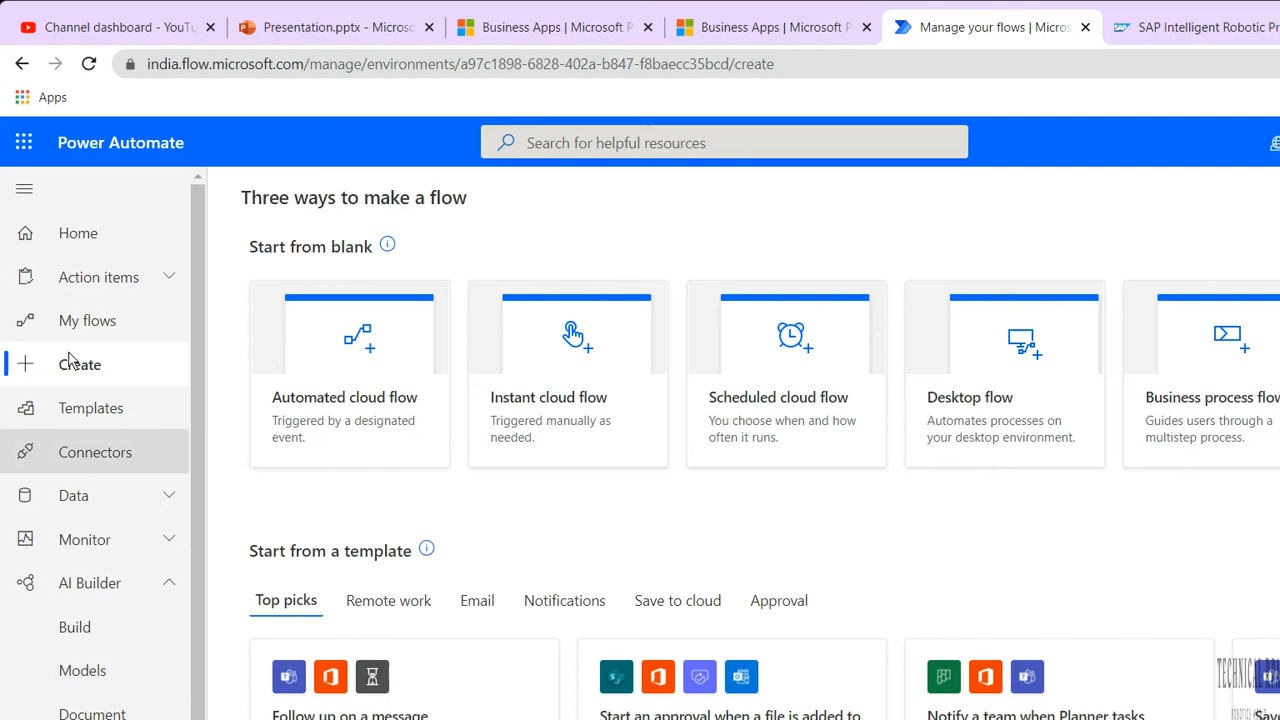 Channel dashboard - YouTu
Presentation.pptx - Micros
Business Apps | Microsoft P
Business Apps | Microsoft P
Manage your flows | Micros
SAP Intelligent Robotic Pr
india.flow.microsoft.com/manage/environments/a97c1898-6828-402a-b847-f8baecc35bcd/create
Apps
Power Automate
Search for helpful resources
Home
Action items
My flows
Create
Templates
Connectors
Data
Monitor
AI Builder
Build
Models
Document
Three ways to make a flow
Start from blank
Automated cloud flow
Triggered by a designated
event.
Instant cloud flow
Triggered manually as
needed.
Scheduled cloud flow
You choose when and how
often it runs.
Desktop flow
Automates processes on
your desktop environment.
Business process flow
Guides users through a
multistep process.
Start from a template
Top picks
Remote work
Email
Notifications
Save to cloud
Approval
Follow up on a message
Start an approval when a file is added to
Notify a team when Planner tasks
TECHNICAL